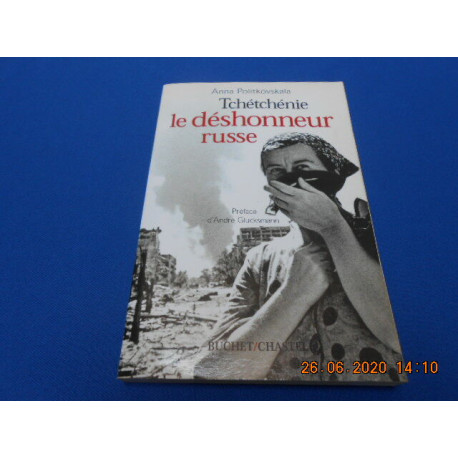 Anna Politkovskaïa
Tchétchénie
le déshonneur
russe
Préface
d'André Glucksmann
BUCHET/CHASTEL
26.06.2020 14:10